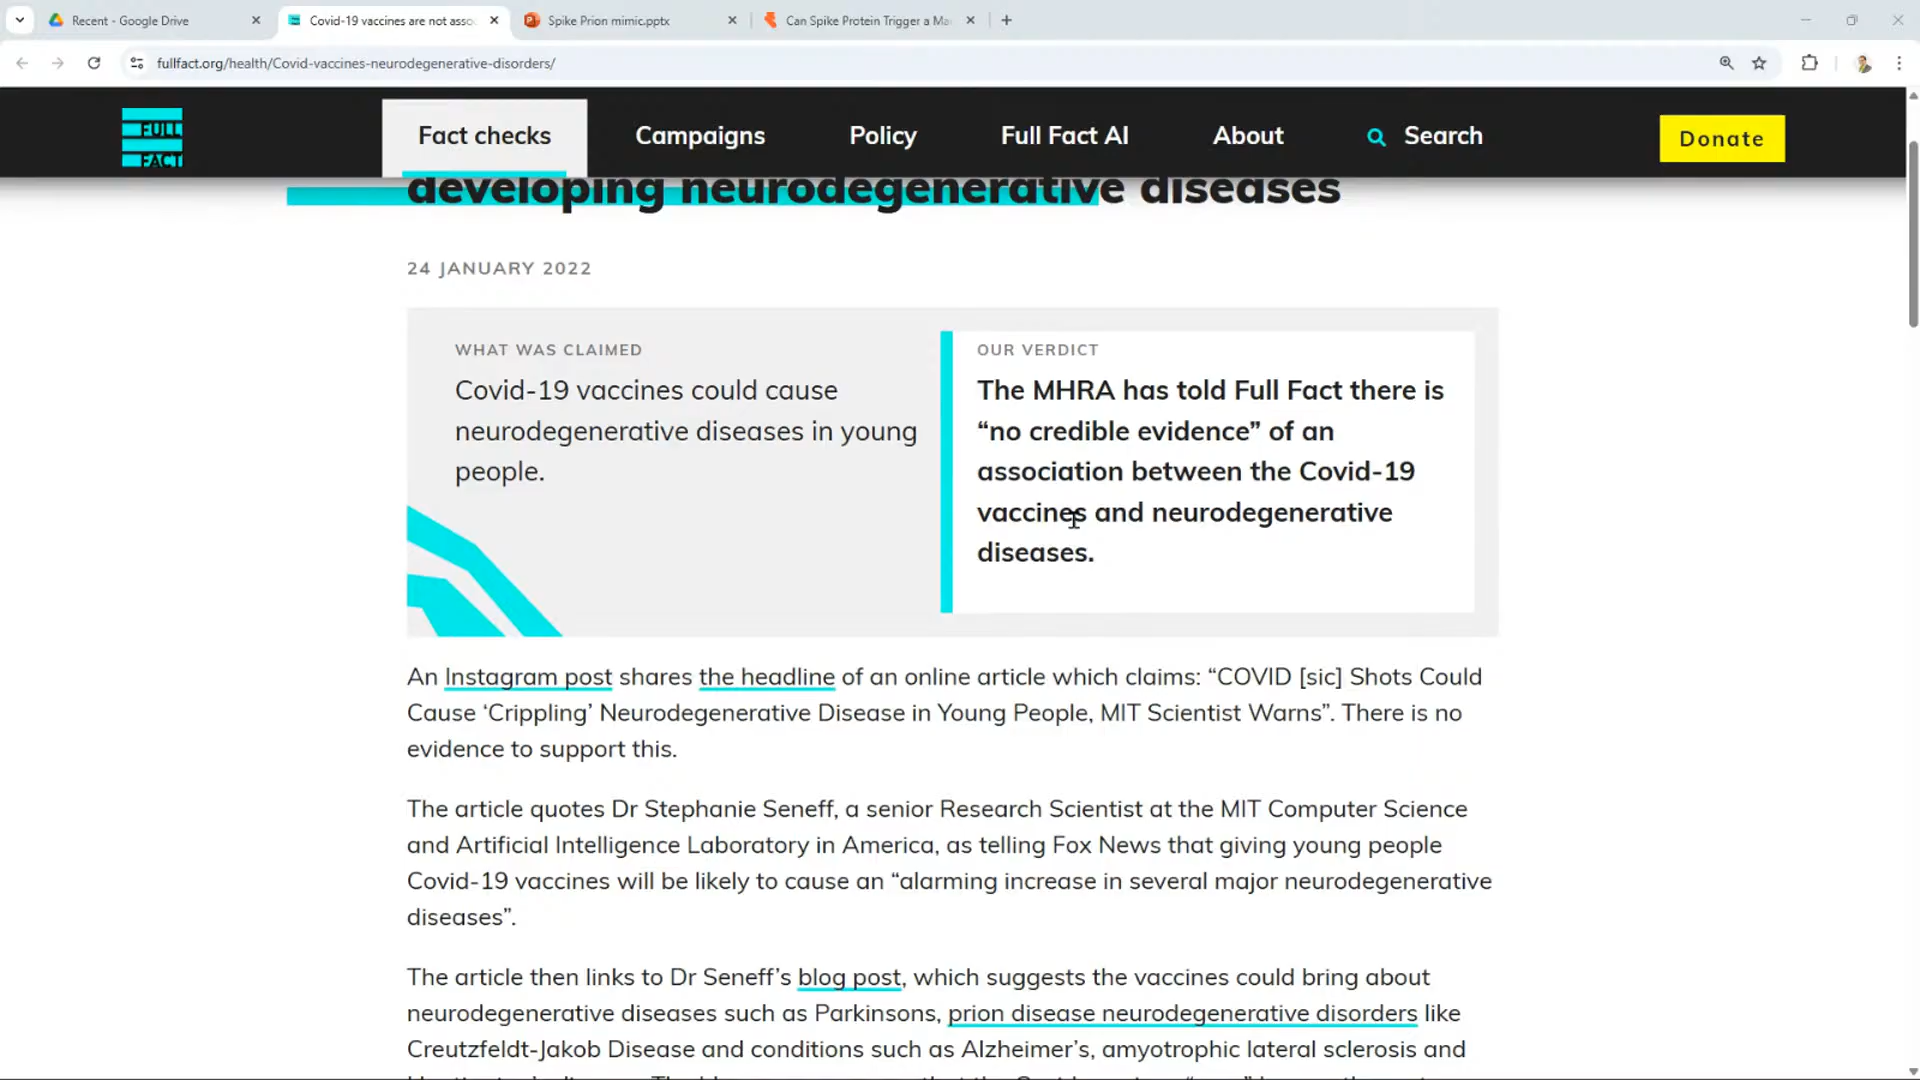 Recent - Google Drive
Covid-19 vaccines are not asso
Spike Prion mimic.pptx
Can Spike Protein Trigger a Ma
fullfact.org/health/Covid-vaccines-neurodegenerative-disorders/
FULL
FACT
Fact checks
Campaigns
Policy
Full Fact AI
About
Search
Donate
developing neurodegenerative diseases
24 JANUARY 2022
WHAT WAS CLAIMED
Covid-19 vaccines could cause
neurodegenerative diseases in young
people.
OUR VERDICT
The MHRA has told Full Fact there is
“no credible evidence” of an
association between the Covid-19
vaccines and neurodegenerative
diseases.
An Instagram post shares the headline of an online article which claims: “COVID [sic] Shots Could
Cause ‘Crippling’ Neurodegenerative Disease in Young People, MIT Scientist Warns”. There is no
evidence to support this.
The article quotes Dr Stephanie Seneff, a senior Research Scientist at the MIT Computer Science
and Artificial Intelligence Laboratory in America, as telling Fox News that giving young people
Covid-19 vaccines will be likely to cause an “alarming increase in several major neurodegenerative
diseases”.
The article then links to Dr Seneff’s blog post, which suggests the vaccines could bring about
neurodegenerative diseases such as Parkinsons, prion disease neurodegenerative disorders like
Creutzfeldt-Jakob Disease and conditions such as Alzheimer’s, amyotrophic lateral sclerosis and